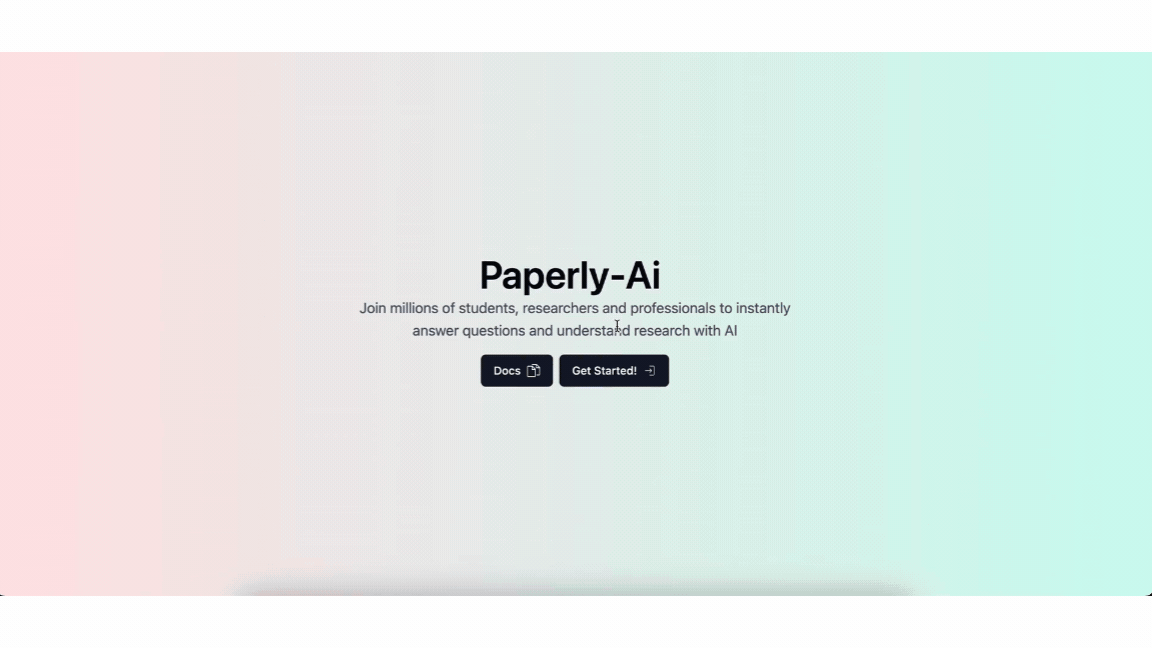 Paperly-Ai
Join millions of students, researchers and professionals to instantly
answer questions and understand research with AI
Docs
Get Started!